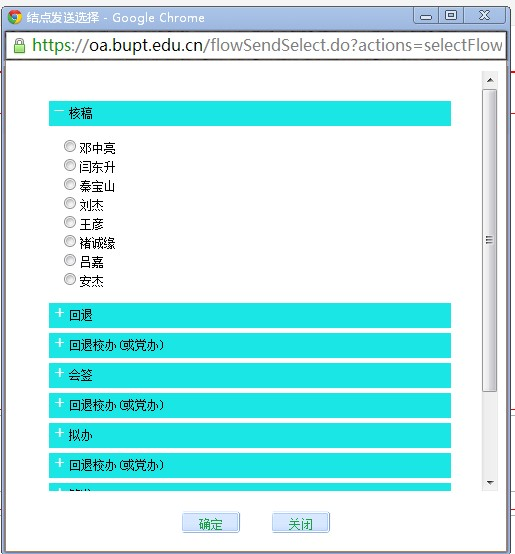 结点发送选择 - Google Chrome
https://oa.bupt.edu.cn/flowSendSelect.do?actions=selectFlow
核稿
邓中亮
闫东升
秦宝山
刘杰
王彦
褚诚缘
吕嘉
安杰
回退
回退校办(或党办)
会签
回退校办(或党办)
拟办
回退校办(或党办)
确定 关闭